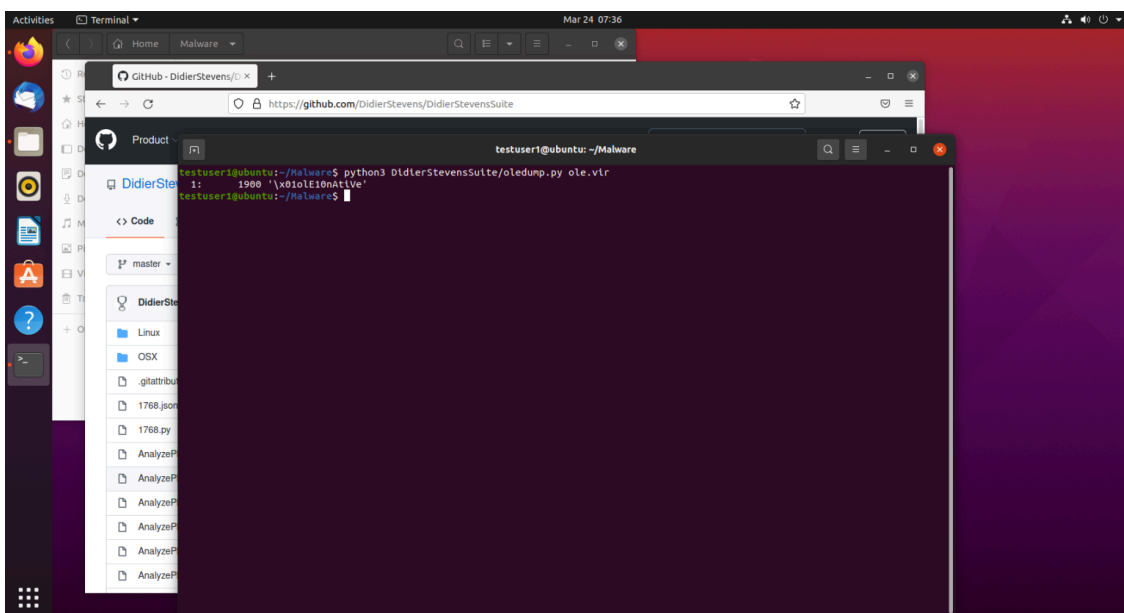 Activities
Terminal
Mar 24 07:36
Home
Malware
GitHub - DidierStevens/D
https://github.com/DidierStevens/DidierStevensSuite
Product
testuser1@ubuntu: ~/Malware
testuser1@ubuntu:~/Malware$ python3 DidierStevensSuite/oledump.py ole.vir
1: 1900 '\x01olE10nAtiVe'
testuser1@ubuntu:~/Malware$
DidierSte
<> Code
master
DidierSte
Linux
OSX
.gitattribut
1768.json
1768.py
AnalyzeP
AnalyzeP
AnalyzeP
AnalyzeP
AnalyzeP
AnalyzeP